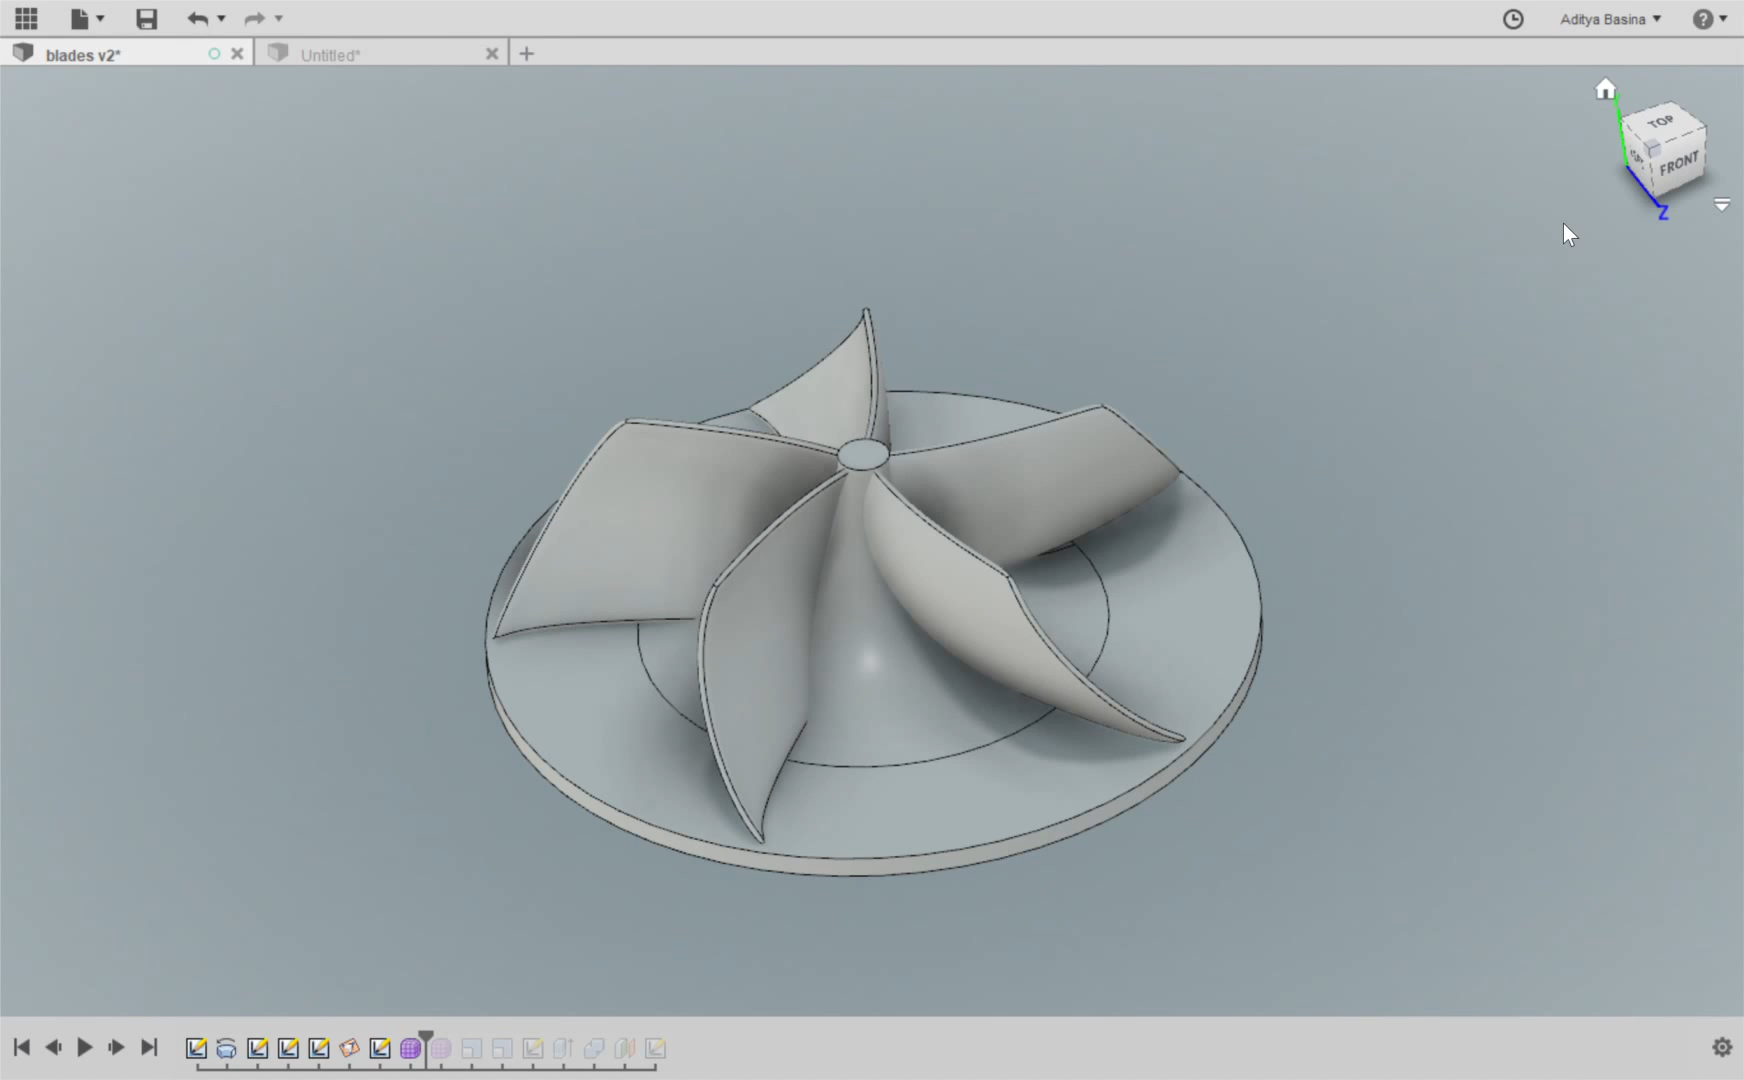 Aditya Basina
blades v2*
Untitled*
TOP
FRONT
Z